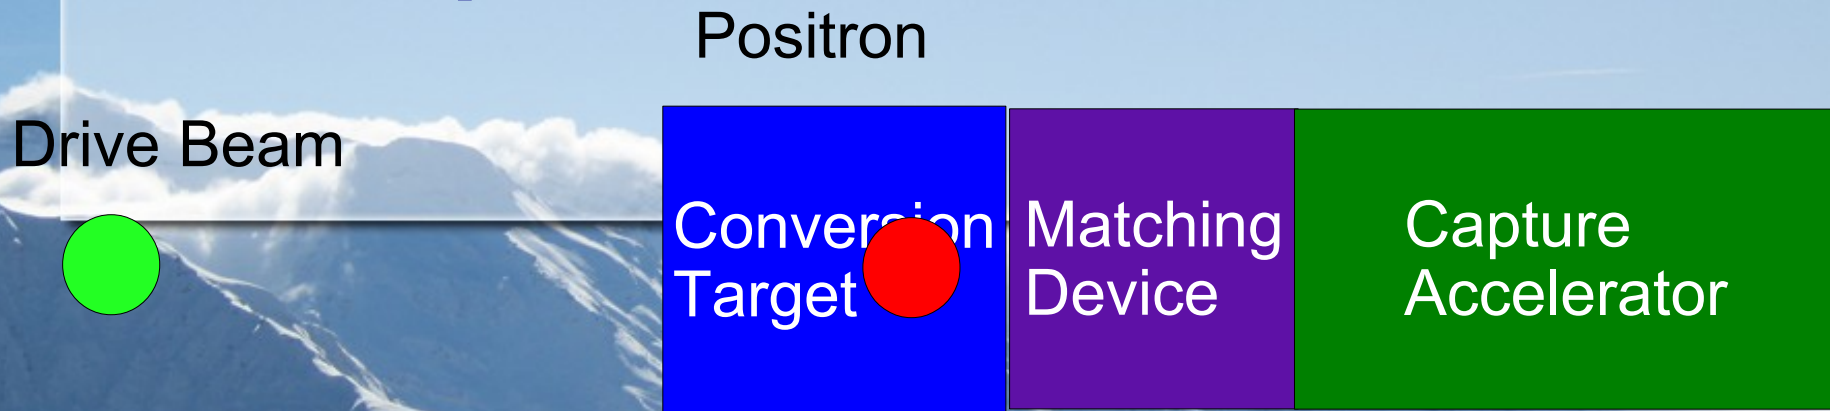 Positron
Drive Beam
Conversion
Target
Matching
Device
Capture
Accelerator